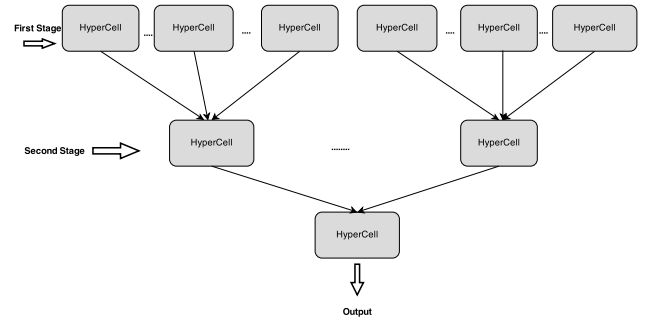 First Stage
HyperCell
....
HyperCell
....
HyperCell
HyperCell
....
HyperCell
....
HyperCell
Second Stage
HyperCell
........
HyperCell
HyperCell
Output